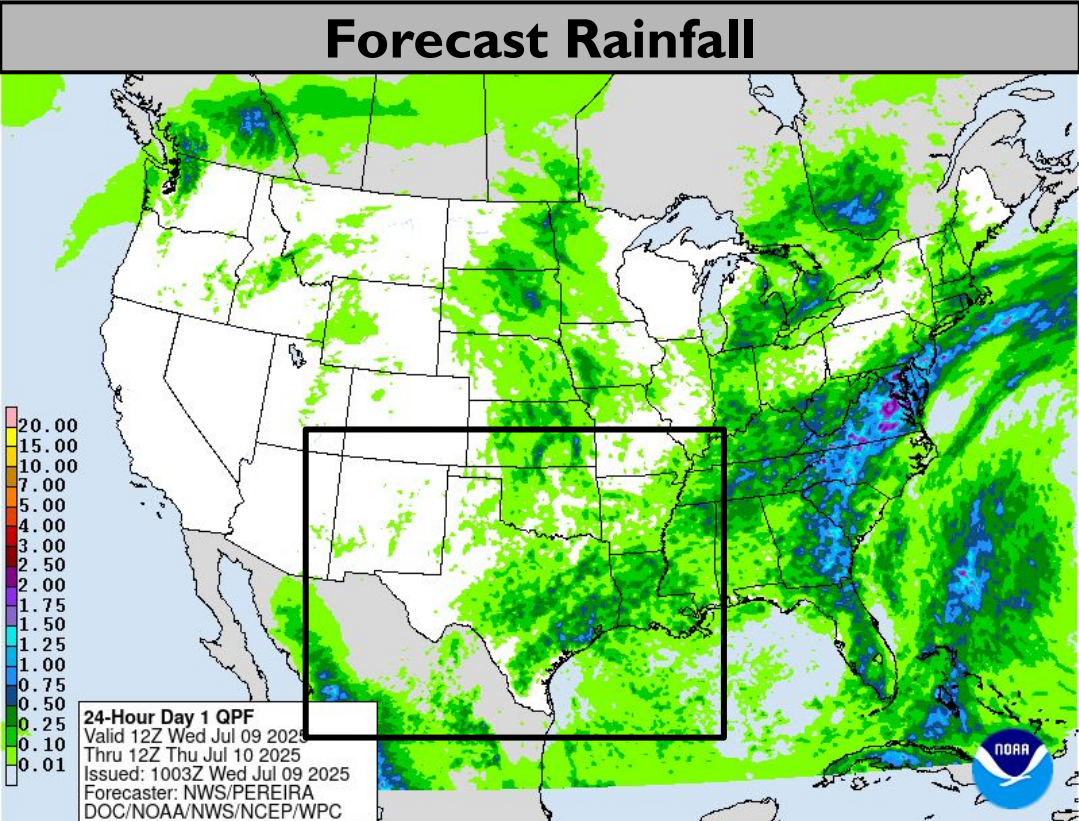 Forecast Rainfall
20.00
15.00
10.00
7.00
5.00
4.00
3.00
2.50
2.00
1.75
1.50
1.25
1.00
0.75
0.50
0.25
0.10
0.01
24-Hour Day 1 QPF
Valid 12Z Wed Jul 09 2025
Thru 12Z Thu Jul 10 2025
Issued: 1003Z Wed Jul 09 2025
Forecaster: NWS/PEREIRA
DOC/NOAA/NWS/NCEP/WPC
NOAA